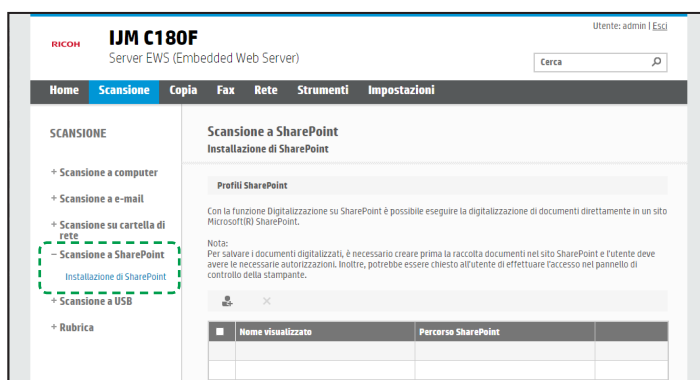 Utente: admin | Esci
RICOH
IJM C180F
Server EWS (Embedded Web Server)
Cerca
Home Scansione Copia Fax Rete Strumenti Impostazioni
SCANSIONE
+ Scansione a computer
+ Scansione a e-mail
+ Scansione su cartella di
rete
− Scansione a SharePoint
Installazione di SharePoint
+ Scansione a USB
+ Rubrica
Scansione a SharePoint
Installazione di SharePoint
Profili SharePoint
Con la funzione Digitalizzazione su SharePoint è possibile eseguire la digitalizzazione di documenti direttamente in un sito
Microsoft(R) SharePoint.
Nota:
Per salvare i documenti digitalizzati, è necessario creare prima la raccolta documenti nel sito SharePoint e l'utente deve
avere le necessarie autorizzazioni. Inoltre, potrebbe essere chiesto all'utente di effettuare l'accesso nel pannello di
controllo della stampante.
Nome visualizzato Percorso SharePoint